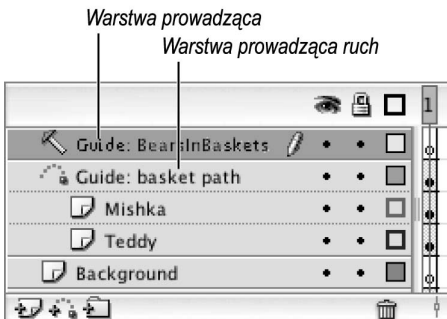 Warstwa prowadząca
Warstwa prowadząca ruch
1
Guide: BearsInBaskets
Guide: basket path
Mishka
Teddy
Background